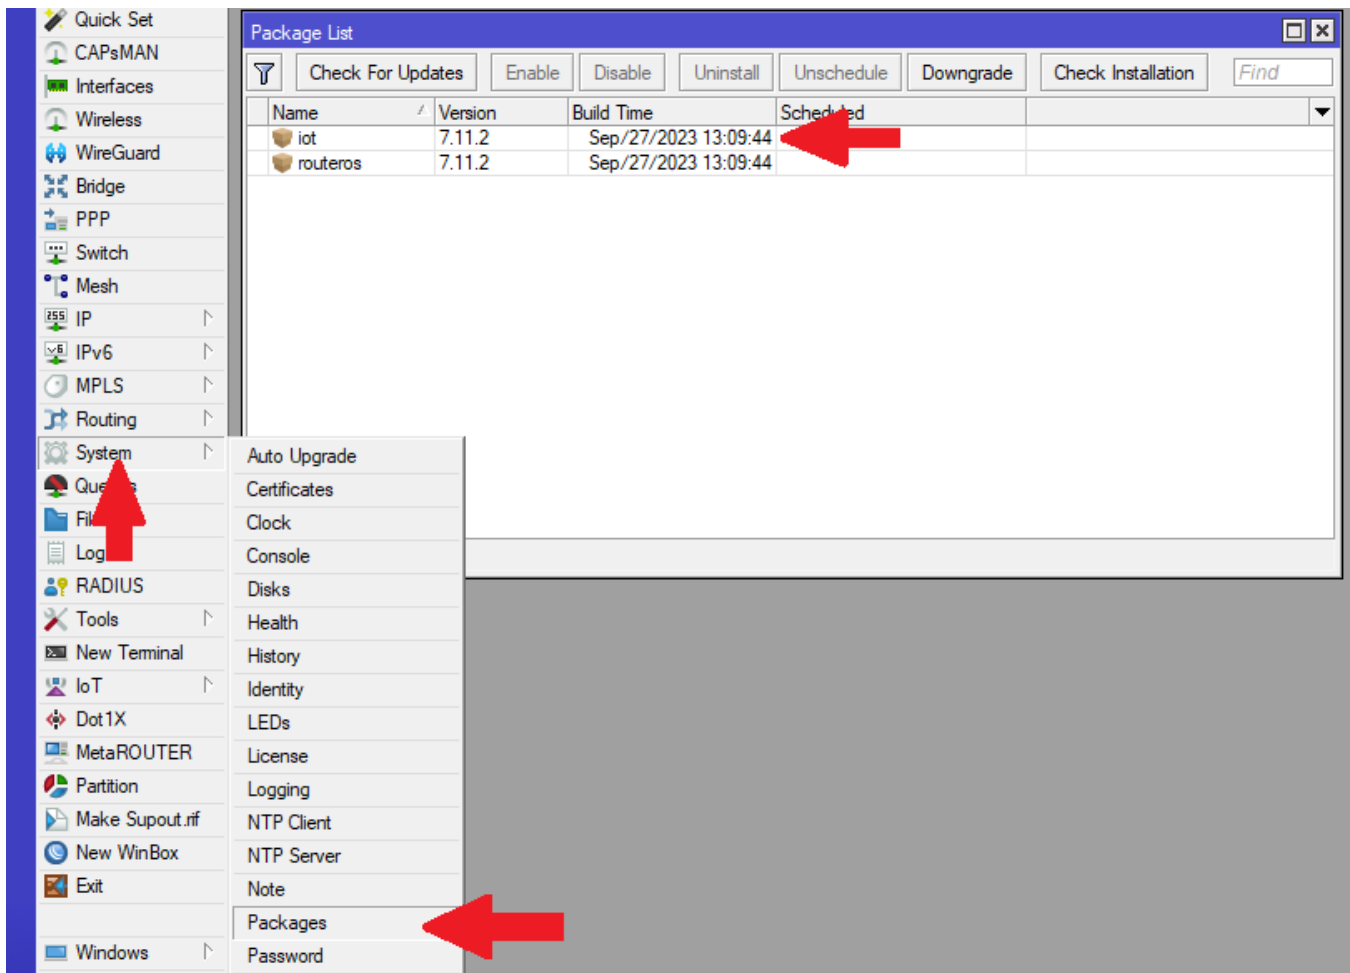 Quick Set
CAPsMAN
Interfaces
Wireless
WireGuard
Bridge
PPP
Switch
Mesh
IP
IPv6
MPLS
Routing
System
RADIUS
Tools
New Terminal
IoT
Dot1X
MetaROUTER
Partition
Make Supout.rif
New WinBox
Exit
Windows
Package List
Check For Updates Enable Disable Uninstall Unschedule Downgrade Check Installation Find
Name Version Build Time Scheduled
iot 7.11.2 Sep/27/2023 13:09:44
routeros 7.11.2 Sep/27/2023 13:09:44
Auto Upgrade
Certificates
Clock
Console
Disks
Health
History
Identity
LEDs
License
Logging
NTP Client
NTP Server
Note
Packages
Password